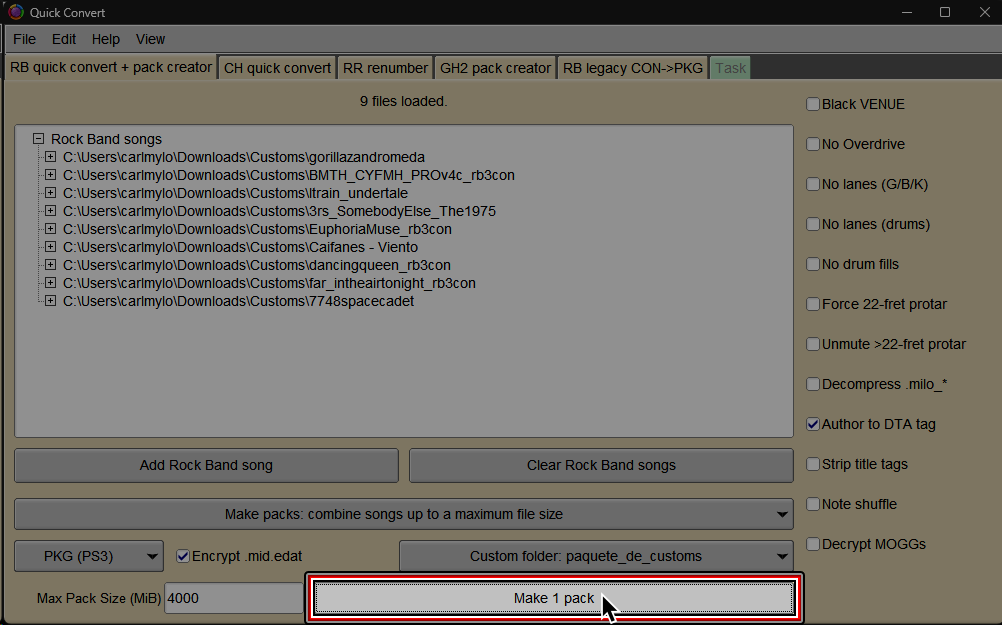 Quick Convert
File Edit Help View
RB quick convert + pack creator CH quick convert RR renumber GH2 pack creator RB legacy CON->PKG Task
9 files loaded.
Rock Band songs
C:\Users\carlmylo\Downloads\Customs\gorillazandromeda
C:\Users\carlmylo\Downloads\Customs\BMTH_CYFMH_PROv4c_rb3con
C:\Users\carlmylo\Downloads\Customs\ltrain_undertale
C:\Users\carlmylo\Downloads\Customs\3rs_SomebodyElse_The1975
C:\Users\carlmylo\Downloads\Customs\EuphoriaMuse_rb3con
C:\Users\carlmylo\Downloads\Customs\Caifanes - Viento
C:\Users\carlmylo\Downloads\Customs\dancingqueen_rb3con
C:\Users\carlmylo\Downloads\Customs\far_intheairtonight_rb3con
C:\Users\carlmylo\Downloads\Customs\7748spacecadet
Add Rock Band song Clear Rock Band songs
Make packs: combine songs up to a maximum file size
PKG (PS3) Encrypt .mid.edat Custom folder: paquete_de_customs
Max Pack Size (MiB) 4000 Make 1 pack
Black VENUE
No Overdrive
No lanes (G/B/K)
No lanes (drums)
No drum fills
Force 22-fret protar
Unmute >22-fret protar
Decompress .milo_*
Author to DTA tag
Strip title tags
Note shuffle
Decrypt MOGGs